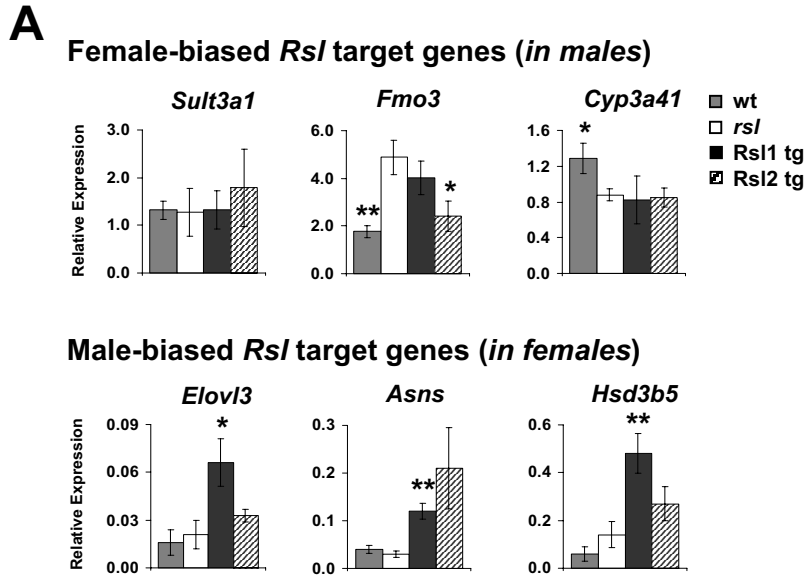 A
Female-biased Rsl target genes (in males)
Sult3a1
Fmo3
Cyp3a41
wt
rsl
Rsl1 tg
Rsl2 tg
Relative Expression
3.0
2.0
1.0
0.0
6.0
4.0
2.0
0.0
**
*
1.6
1.2
0.8
0.4
0.0
*
Male-biased Rsl target genes (in females)
Elovl3
Asns
Hsd3b5
Relative Expression
0.09
0.06
0.03
0.00
*
0.3
0.2
0.1
0.0
**
0.6
0.4
0.2
0.0
**